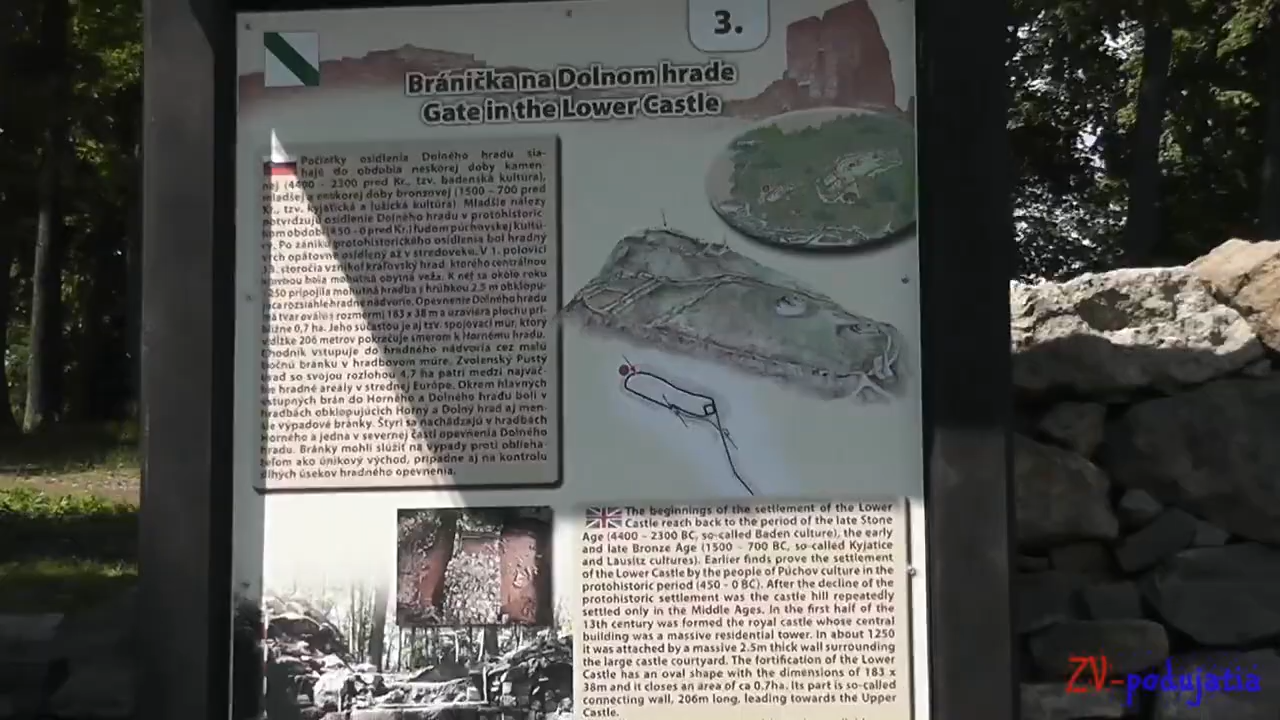 3.
Bránička na Dolnom hrade
Gate in the Lower Castle
Počiatky osídlenia Dolného hradu sia-
hajú do obdobia neskorej doby kamen-
nej (4400 - 2300 pred Kr., tzv. badenská kultúra),
mladšej a neskorej doby bronzovej (1500 - 700 pred
Kr., tzv. kyjatická a lužická kultúra). Mladšie nálezy
potvrdzujú osídlenie Dolného hradu v protohistoric-
kom období (450 - 0 pred Kr.) ľudom púchovskej kultú-
ry. Po zániku protohistorického osídlenia bol hradný
vrch opätovne osídlený až v stredoveku. V 1. polovici
13. storočia vznikol kráľovský hrad, ktorého centrálnou
stavbou bola mohutná obytná veža. K nej sa okolo roku
1250 pripojila mohutná hradba s hrúbkou 2,5 m obklopu-
júca rozsiahle hradné nádvorie. Opevnenie Dolného hradu
má tvar oválu s rozmermi 183 x 38 m a uzaviera plochu pri-
bližne 0,7 ha. Jeho súčasťou je aj tzv. spojovací múr, ktorý
v dĺžke 206 metrov pokračuje smerom k Hornému hradu.
Chodník vstupuje do hradného nádvoria cez malú
bočnú bránku v hradbovom múre. Zvolenský Pustý
hrad so svojou rozlohou 4,7 ha patrí medzi najväč-
šie hradné areály v strednej Európe. Okrem hlavných
vstupných brán do Horného a Dolného hradu boli v
hradbách obklopujúcich Horný a Dolný hrad aj men-
šie výpadové bránky. Štyri sa nachádzajú v hradbách
Horného a jedna v severnej časti opevnenia Dolného
hradu. Bránky mohli slúžiť na výpady proti oblieha-
teľom ako únikový východ, prípadne aj na kontrolu
dlhých úsekov hradného opevnenia.
The beginnings of the settlement of the Lower
Castle reach back to the period of the late Stone
Age (4400 - 2300 BC, so-called Baden culture), the early
and late Bronze Age (1500 - 700 BC, so-called Kyjatice
and Lausitz cultures). Earlier finds prove the settlement
of the Lower Castle by the people of Púchov culture in the
protohistoric period (450 - 0 BC). After the decline of the
protohistoric settlement was the castle hill repeatedly
settled only in the Middle Ages. In the first half of the
13th century was formed the royal castle whose central
building was a massive residential tower. In about 1250
it was attached by a massive 2.5m thick wall surrounding
the large castle courtyard. The fortification of the Lower
Castle has an oval shape with the dimensions of 183 x
38m and it closes an area of ca 0.7ha. Its part is so-called
connecting wall, 206m long, leading towards the Upper
Castle.
ZV-podujatia